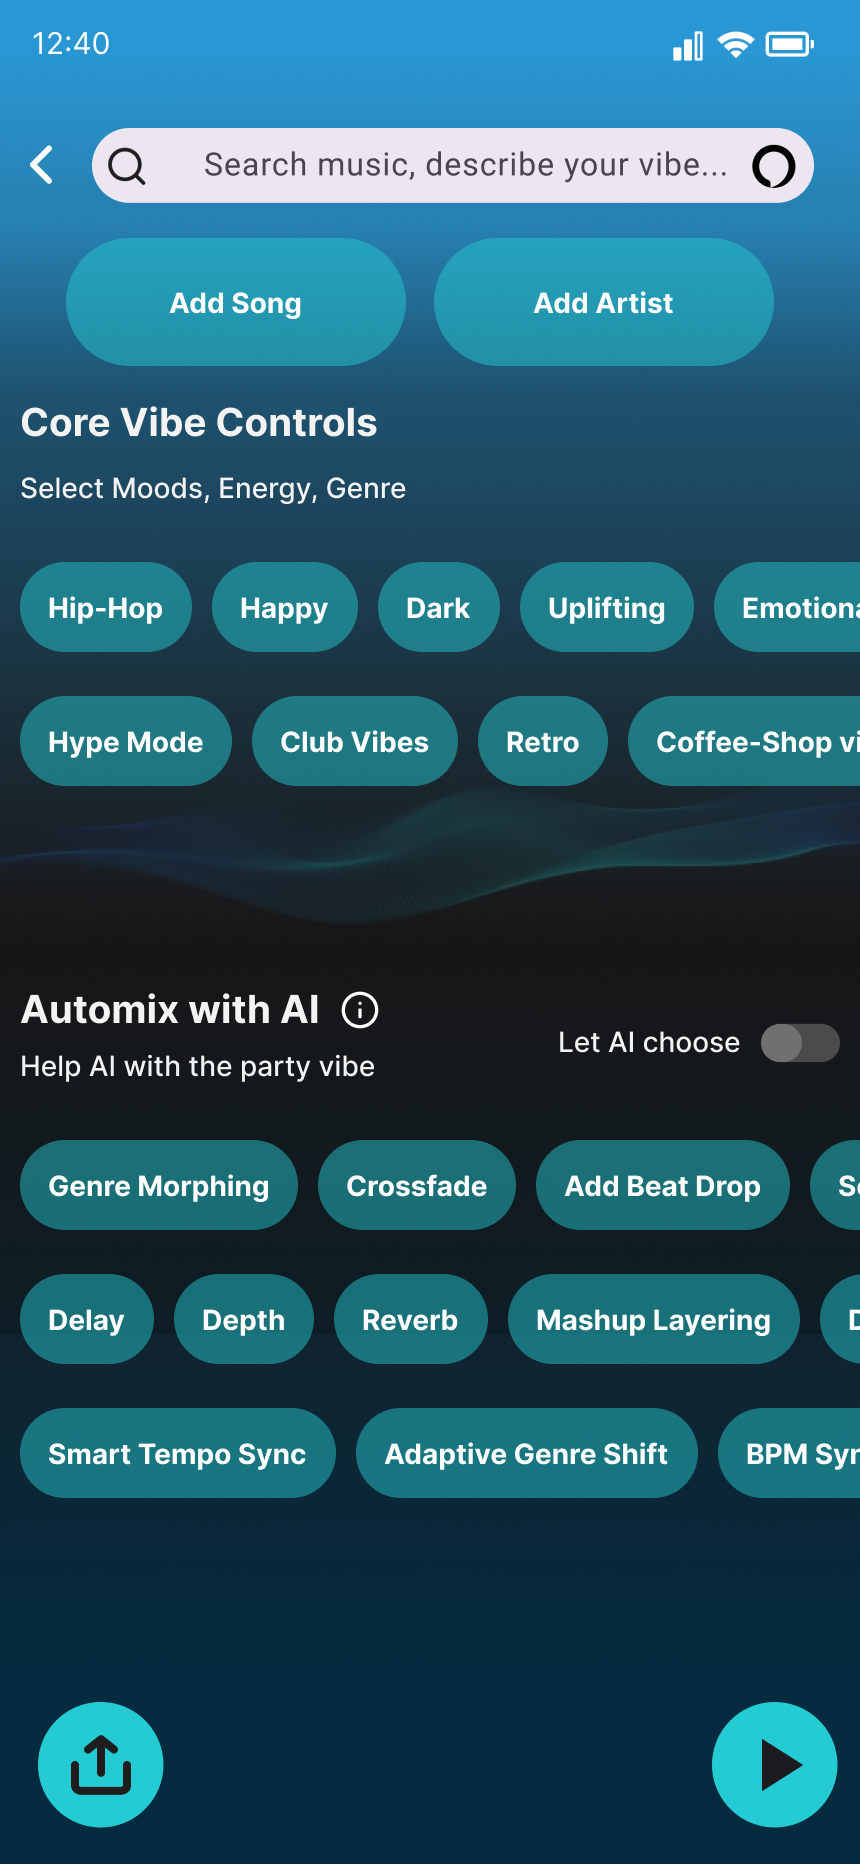 12:40
Search music, describe your vibe...
Add Song Add Artist
Core Vibe Controls
Select Moods, Energy, Genre
Hip-Hop Happy Dark Uplifting Emotiona
Hype Mode Club Vibes Retro Coffee-Shop vi
Automix with AI
Let AI choose
Help AI with the party vibe
Genre Morphing Crossfade Add Beat Drop
Delay Depth Reverb Mashup Layering D
Smart Tempo Sync Adaptive Genre Shift BPM Syn